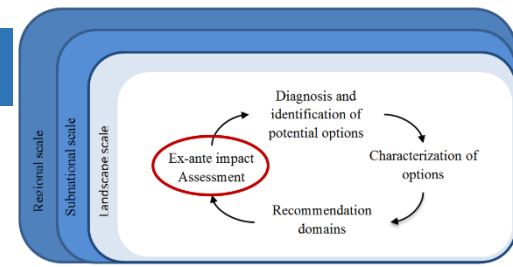 Regional scale
Subnational scale
Landscape scale
Diagnosis and
identification of
potential options
Ex-ante impact
Assessment
Characterization of
options
Recommendation
domains